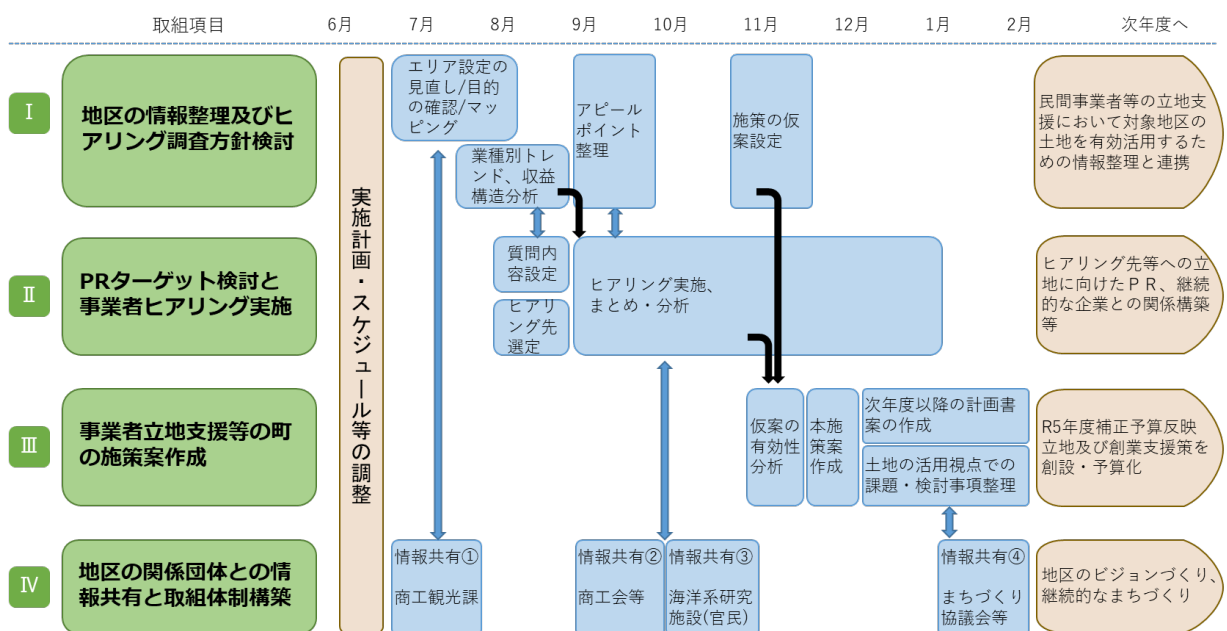 取組項目
6月
7月
8月
9月
10月
11月
12月
1月
2月
次年度へ
実施計画・スケジュール等の調整
Ⅰ
地区の情報整理及びヒ
アリング調査方針検討
エリア設定の
見直し/目的
の確認/マッ
ピング
業種別トレ
ンド、収益
構造分析
アピール
ポイント
整理
施策の仮
案設定
民間事業者等の立地支
援において対象地区の
土地を有効活用するた
めの情報整理と連携
Ⅱ
PRターゲット検討と
事業者ヒアリング実施
質問内
容設定
ヒアリ
ング先
選定
ヒアリング実施、
まとめ・分析
ヒアリング先等への立
地に向けたＰＲ、継続
的な企業との関係構築
等
Ⅲ
事業者立地支援等の町
の施策案作成
仮案の
有効性
分析
本施
策案
作成
次年度以降の計画書
案の作成
土地の活用視点での
課題・検討事項整理
R5年度補正予算反映
立地及び創業支援策を
創設・予算化
Ⅳ
地区の関係団体との情
報共有と取組体制構築
情報共有①
商工観光課
情報共有②
商工会等
情報共有③
海洋系研究
施設(官民)
情報共有④
まちづくり
協議会等
地区のビジョンづくり、
継続的なまちづくり